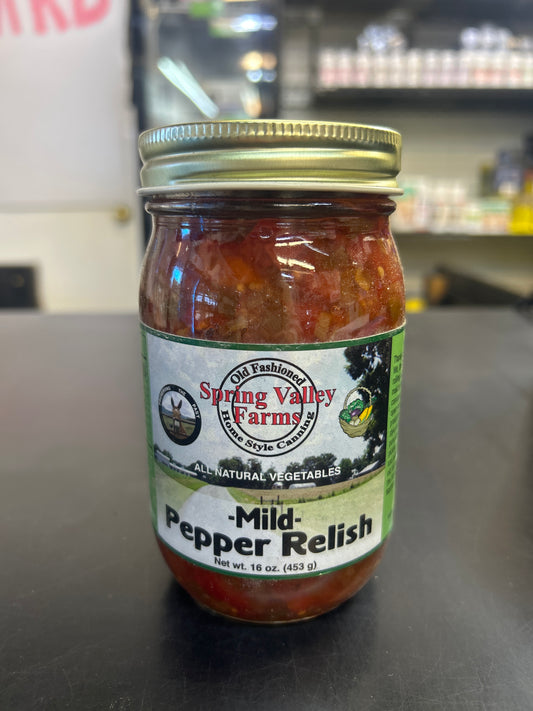 Old Fashioned
Spring Valley
Farms
Home Style Canning
ALL NATURAL VEGETABLES
-Mild-
Pepper Relish
Net wt. 16 oz. (453 g)